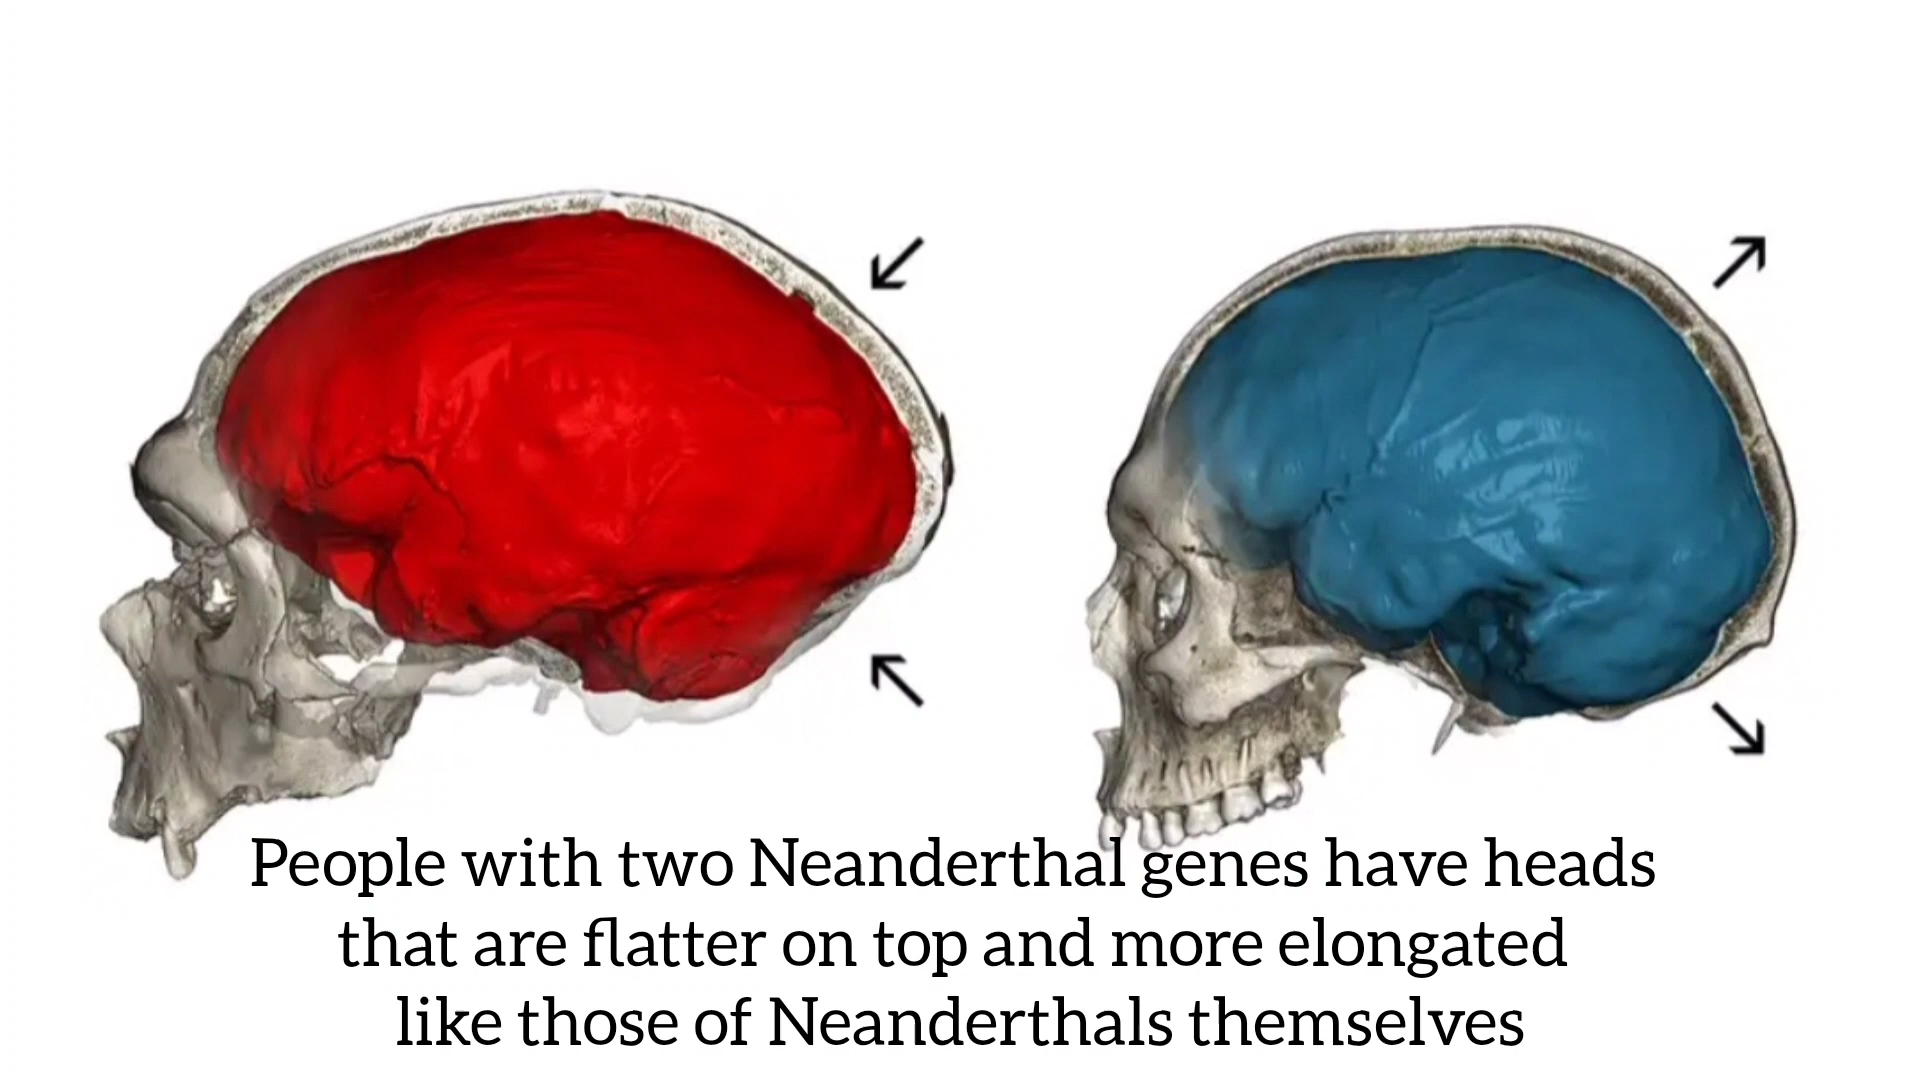 People with two Neanderthal genes have heads
that are flatter on top and more elongated
like those of Neanderthals themselves